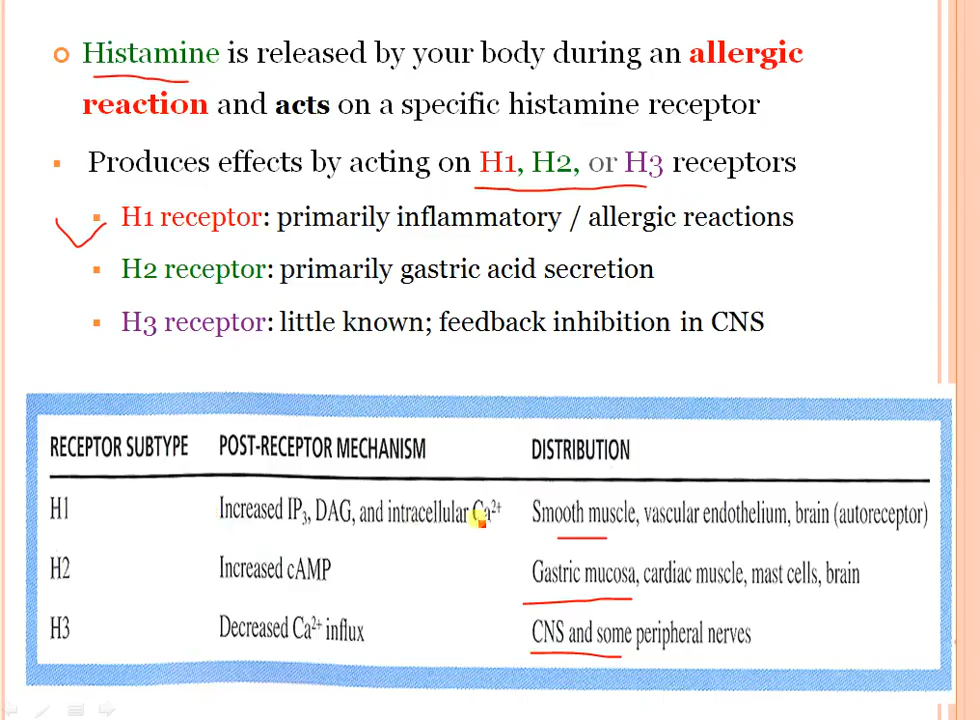 Histamine is released by your body during an allergic
reaction and acts on a specific histamine receptor
Produces effects by acting on H1, H2, or H3 receptors
H1 receptor: primarily inflammatory / allergic reactions
H2 receptor: primarily gastric acid secretion
H3 receptor: little known; feedback inhibition in CNS
RECEPTOR SUBTYPE POST-RECEPTOR MECHANISM DISTRIBUTION
H1 Increased IP₃, DAG, and intracellular Ca²⁺ Smooth muscle, vascular endothelium, brain (autoreceptor)
H2 Increased cAMP Gastric mucosa, cardiac muscle, mast cells, brain
H3 Decreased Ca²⁺ influx CNS and some peripheral nerves